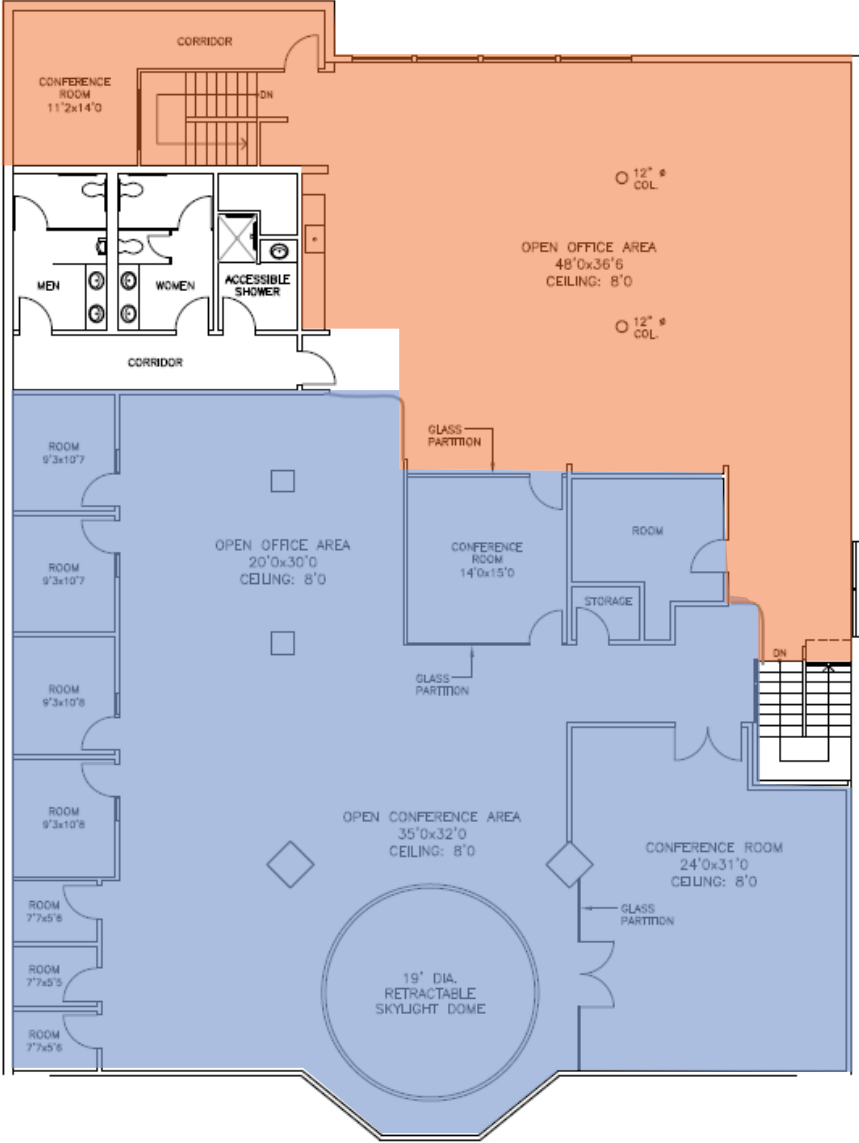 CORRIDOR
CONFERENCE
ROOM
11'2x14'0
DN
12" ø
COL.
OPEN OFFICE AREA
48'0x36'6
CEILING: 8'0
MEN
WOMEN
ACCESSIBLE
SHOWER
12" ø
COL.
CORRIDOR
GLASS
PARTITION
ROOM
9'3x10'7
OPEN OFFICE AREA
20'0x30'0
CEILING: 8'0
CONFERENCE
ROOM
14'0x15'0
ROOM
ROOM
9'3x10'7
STORAGE
GLASS
PARTITION
DN
ROOM
9'3x10'8
ROOM
9'3x10'8
OPEN CONFERENCE AREA
35'0x32'0
CEILING: 8'0
CONFERENCE ROOM
24'0x31'0
CEILING: 8'0
ROOM
7'7x5'6
GLASS
PARTITION
ROOM
7'7x5'5
19' DIA.
RETRACTABLE
SKYLIGHT DOME
ROOM
7'7x5'6